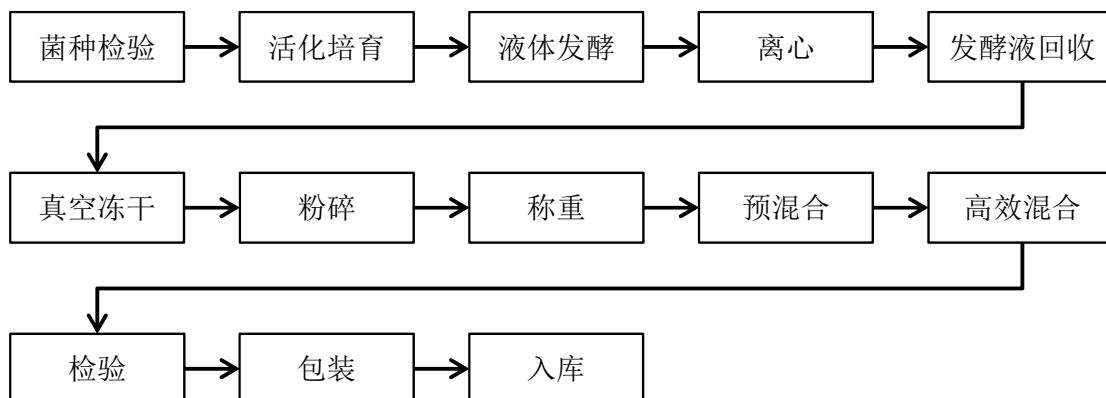 菌种检验
活化培育
液体发酵
离心
发酵液回收
真空冻干
粉碎
称重
预混合
高效混合
检验
包装
入库